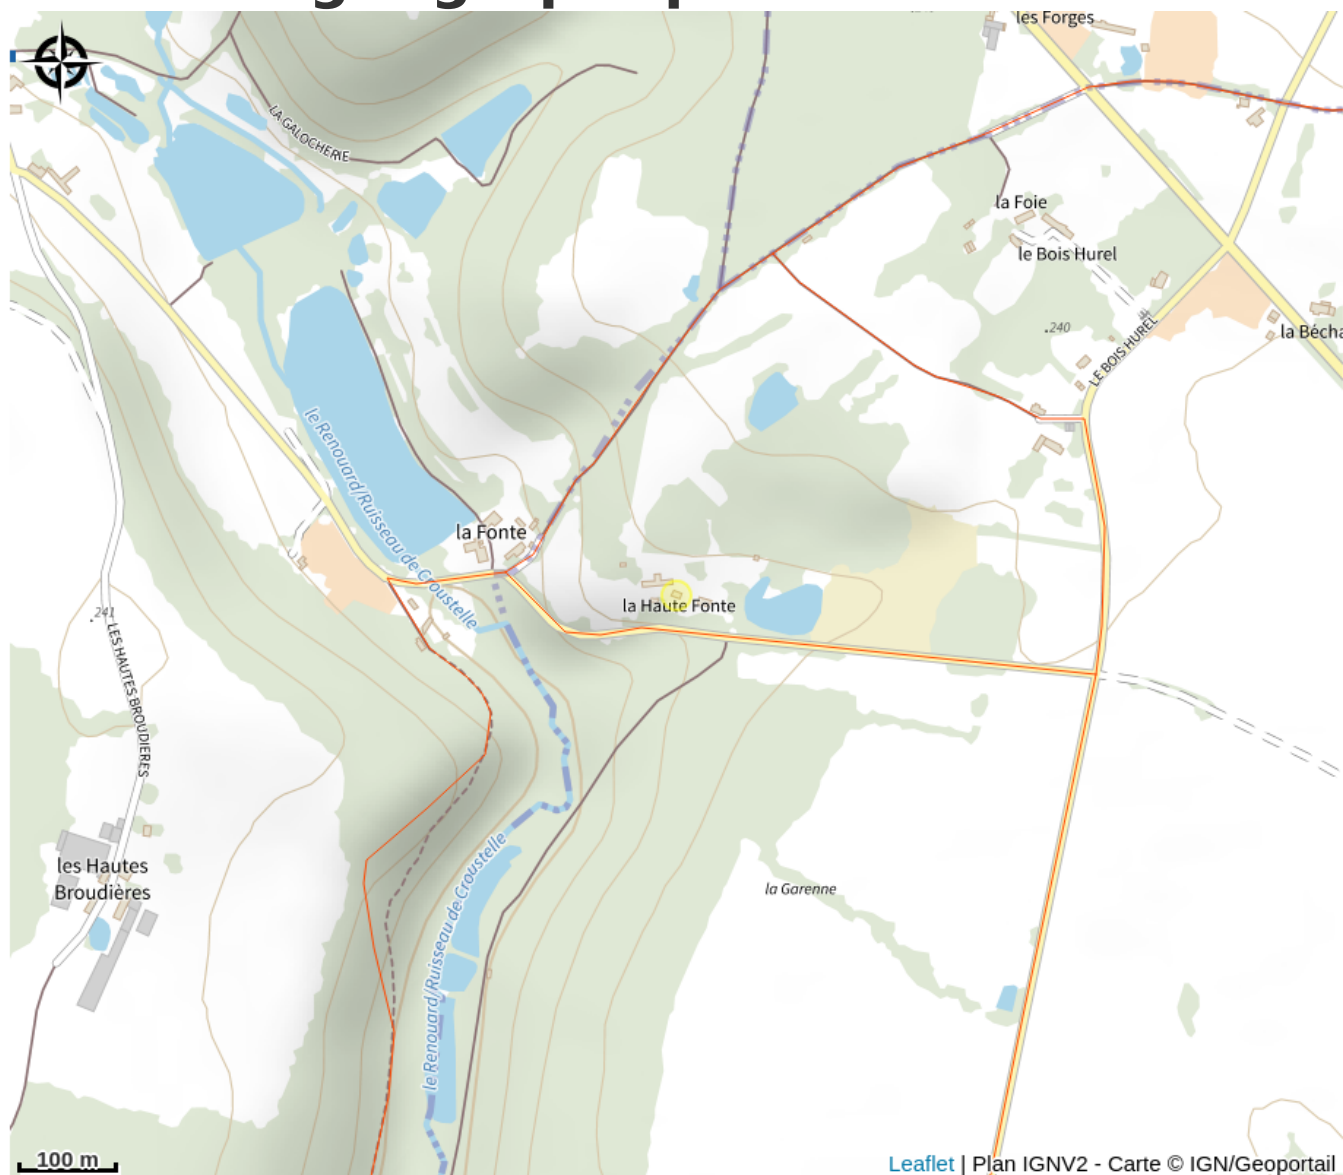 les Forges
LA GALOCHERIE
la Foie
le Bois Hurel
.240
la Bécha
LE BOIS HUREL
le Renouard/Ruisseau de Croustelle
la Fonte
la Haute Fonte
.241
LES HAUTES BROUDIERES
les Hautes
Broudières
le Renouard/Ruisseau de Croustelle
la Garenne
100 m
Leaflet | Plan IGNV2 - Carte © IGN/Geoportail